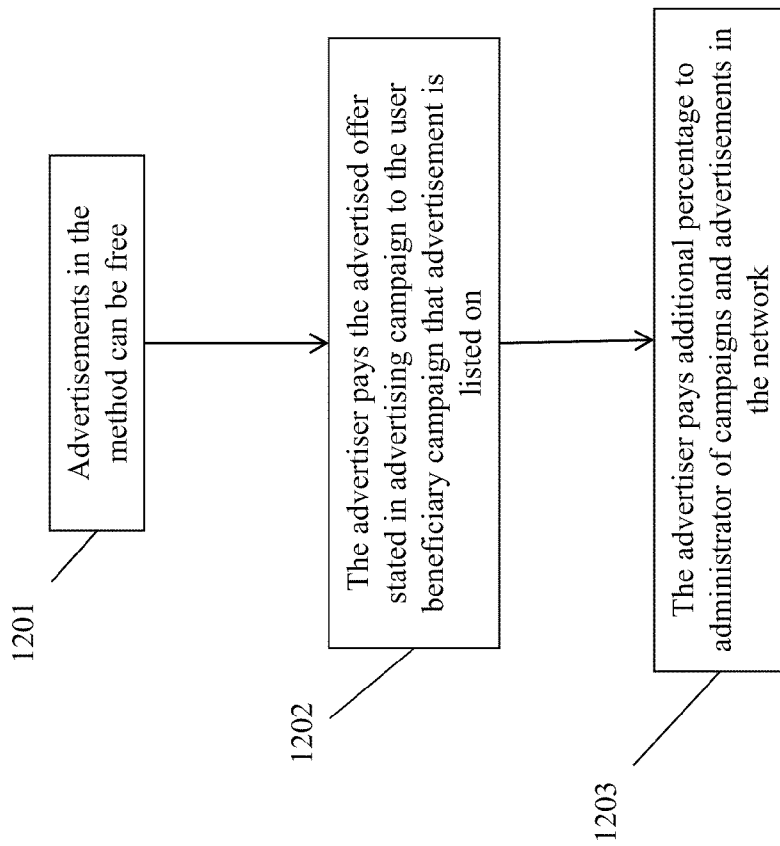 1201
Advertisements in the
method can be free
1202
The advertiser pays the advertised offer
stated in advertising campaign to the user
beneficiary campaign that advertisement is
listed on
1203
The advertiser pays additional percentage to
administrator of campaigns and advertisements in
the network